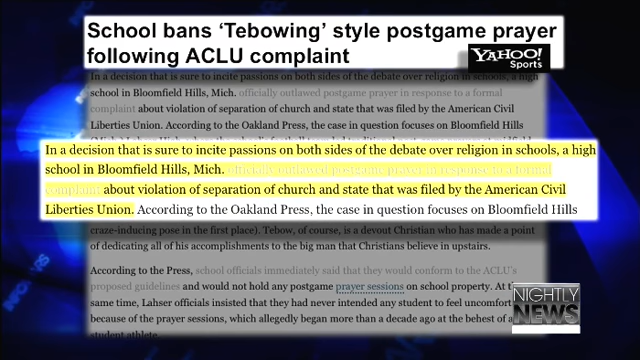 School bans ‘Tebowing’ style postgame prayer
following ACLU complaint
YAHOO!
Sports
In a decision that is sure to incite passions on both sides of the debate over religion in schools, a high
school in Bloomfield Hills, Mich. officially outlawed postgame prayer in response to a formal
complaint about violation of separation of church and state that was filed by the American Civil
Liberties Union. According to the Oakland Press, the case in question focuses on Bloomfield Hills
In a decision that is sure to incite passions on both sides of the debate over religion in schools, a high
school in Bloomfield Hills, Mich. officially outlawed postgame prayer in response to a formal
complaint about violation of separation of church and state that was filed by the American Civil
Liberties Union. According to the Oakland Press, the case in question focuses on Bloomfield Hills
craze-inducing pose in the first place). Tebow, of course, is a devout Christian who has made a point
of dedicating all of his accomplishments to the big man that Christians believe in upstairs.
According to the Press, school officials immediately said that they would conform to the ACLU's
proposed guidelines and would not hold any postgame prayer sessions on school property. At
same time, Lahser officials insisted that they had never intended any student to feel
because of the prayer sessions, which allegedly began more than a decade ago at the behest of a
student athlete.
NIGHTLY
NEWS